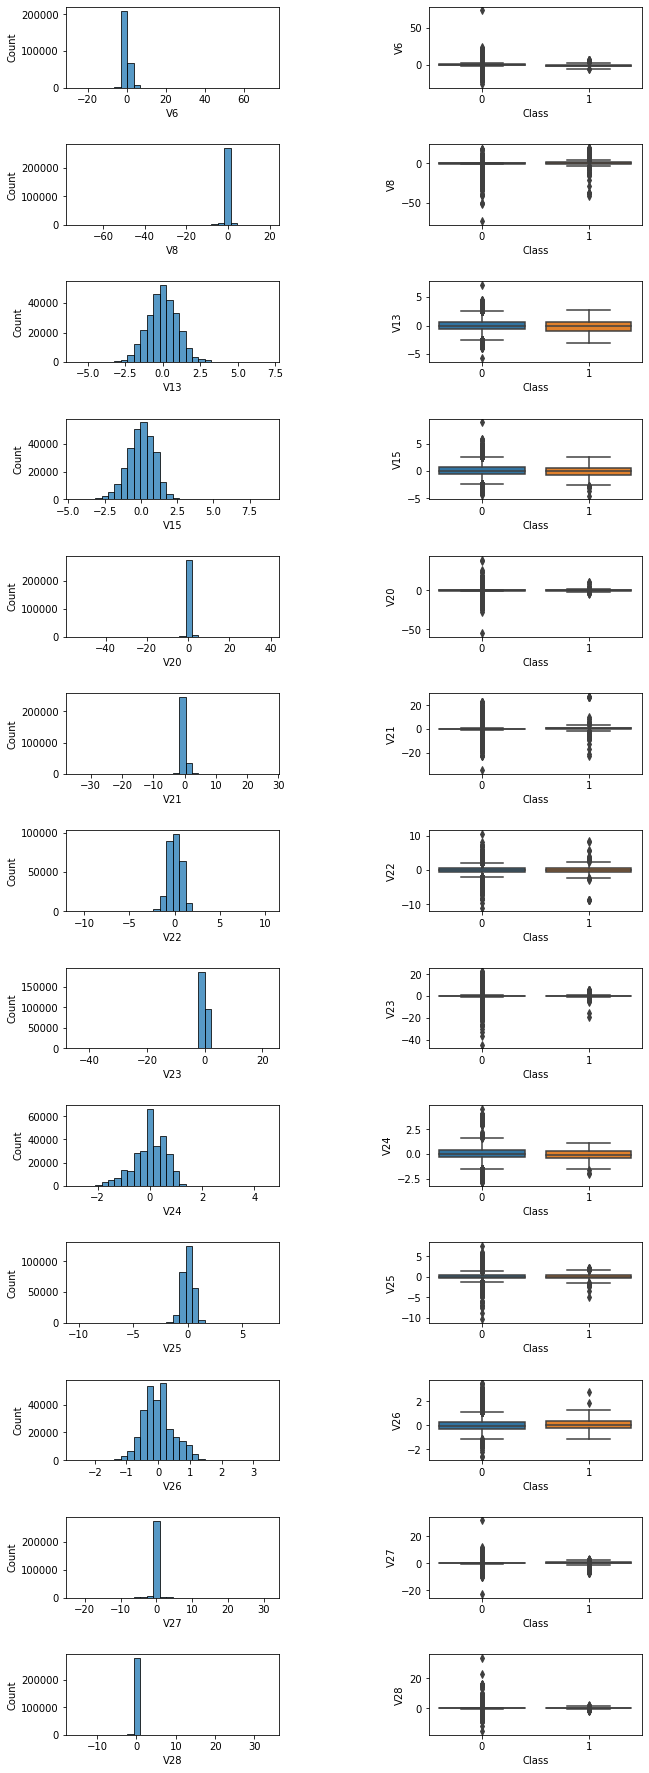 200000
100000
0
Count
−20 0 20 40 60
V6
50
0
V6
0 1
Class
200000
100000
0
Count
−60 −40 −20 0 20
V8
0
−50
V8
0 1
Class
40000
20000
0
Count
−5.0 −2.5 0.0 2.5 5.0 7.5
V13
5
0
−5
V13
0 1
Class
40000
20000
0
Count
−5.0 −2.5 0.0 2.5 5.0 7.5
V15
5
0
−5
V15
0 1
Class
200000
100000
0
Count
−40 −20 0 20 40
V20
0
−50
V20
0 1
Class
200000
100000
0
Count
−30 −20 −10 0 10 20 30
V21
20
0
−20
V21
0 1
Class
100000
50000
0
Count
−10 −5 0 5 10
V22
10
0
−10
V22
0 1
Class
150000
100000
50000
0
Count
−40 −20 0 20
V23
20
0
−20
−40
V23
0 1
Class
60000
40000
20000
0
Count
−2 0 2 4
V24
2.5
0.0
−2.5
V24
0 1
Class
100000
50000
0
Count
−10 −5 0 5
V25
5
0
−5
−10
V25
0 1
Class
40000
20000
0
Count
−2 −1 0 1 2 3
V26
2
0
−2
V26
0 1
Class
200000
100000
0
Count
−20 −10 0 10 20 30
V27
20
0
−20
V27
0 1
Class
200000
100000
0
Count
−10 0 10 20 30
V28
20
0
V28
0 1
Class